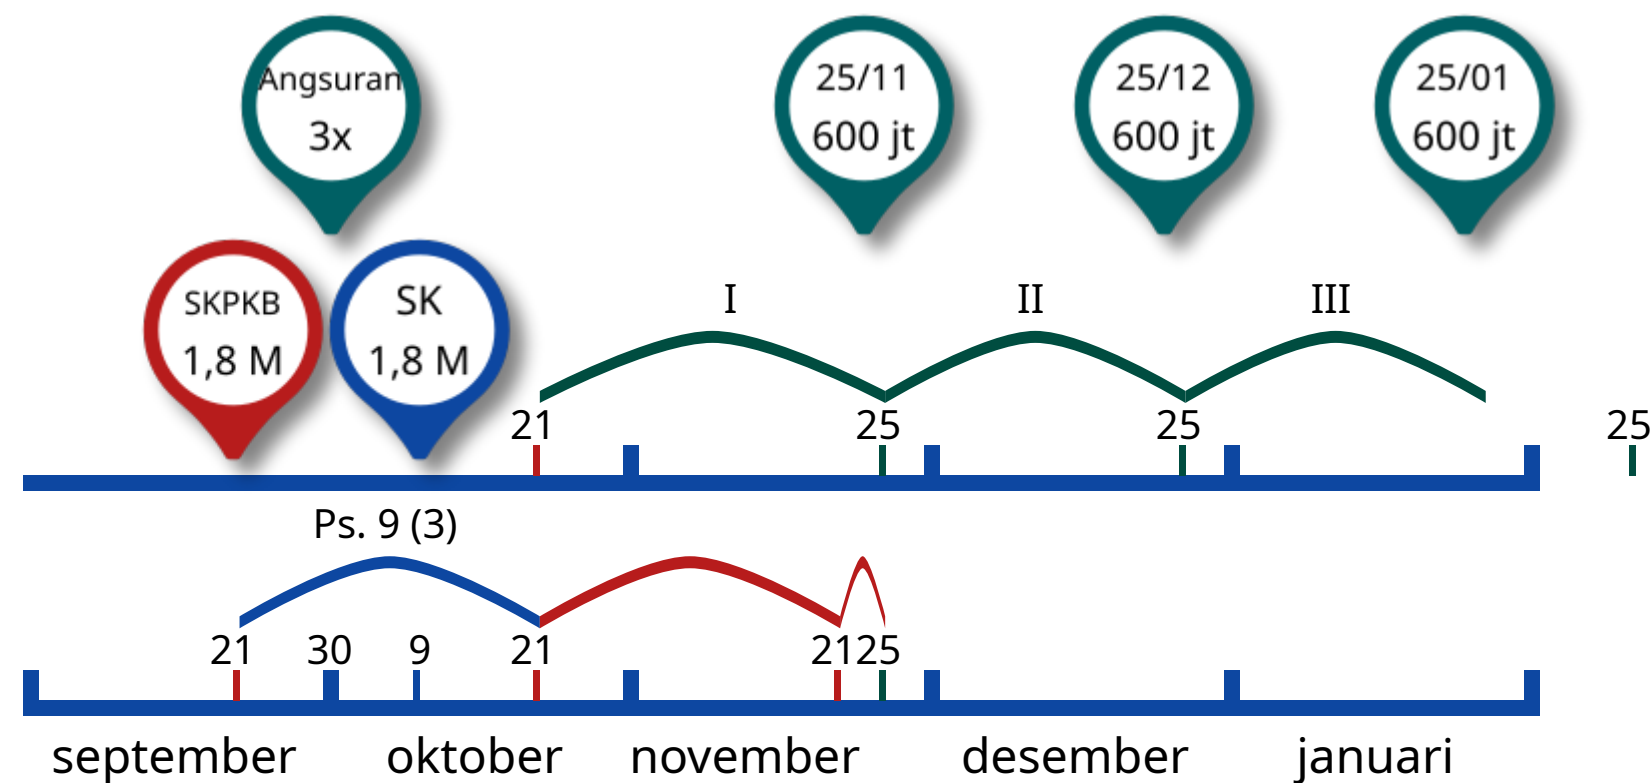 Angsuran
3x
25/11
600 jt
25/12
600 jt
25/01
600 jt
SKPKB
1,8 M
SK
1,8 M
I
II
III
21
25
25
25
Ps. 9 (3)
21
30
9
21
21
25
september
oktober
november
desember
januari